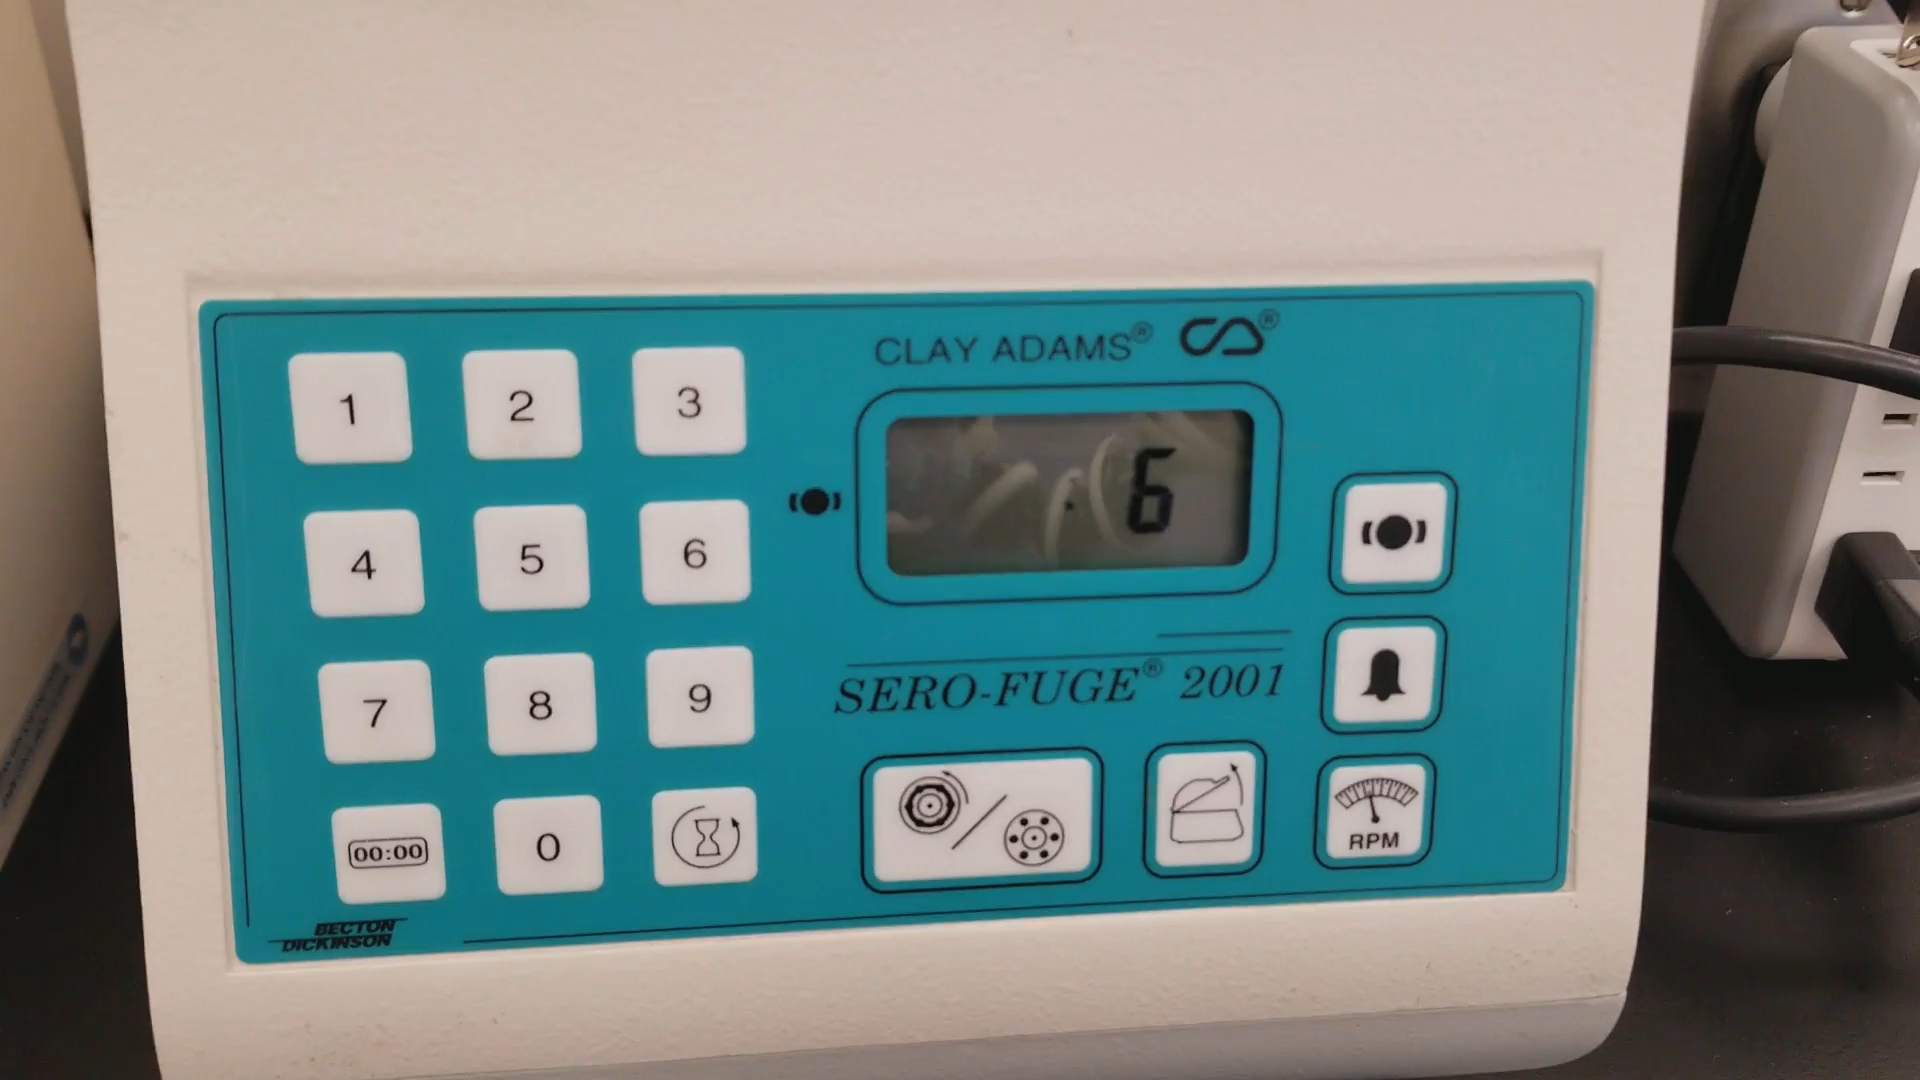 CLAY ADAMS®
1 2 3
6
4 5 6
SERO-FUGE® 2001
7 8 9
00:00 0
RPM
BECTON
DICKINSON